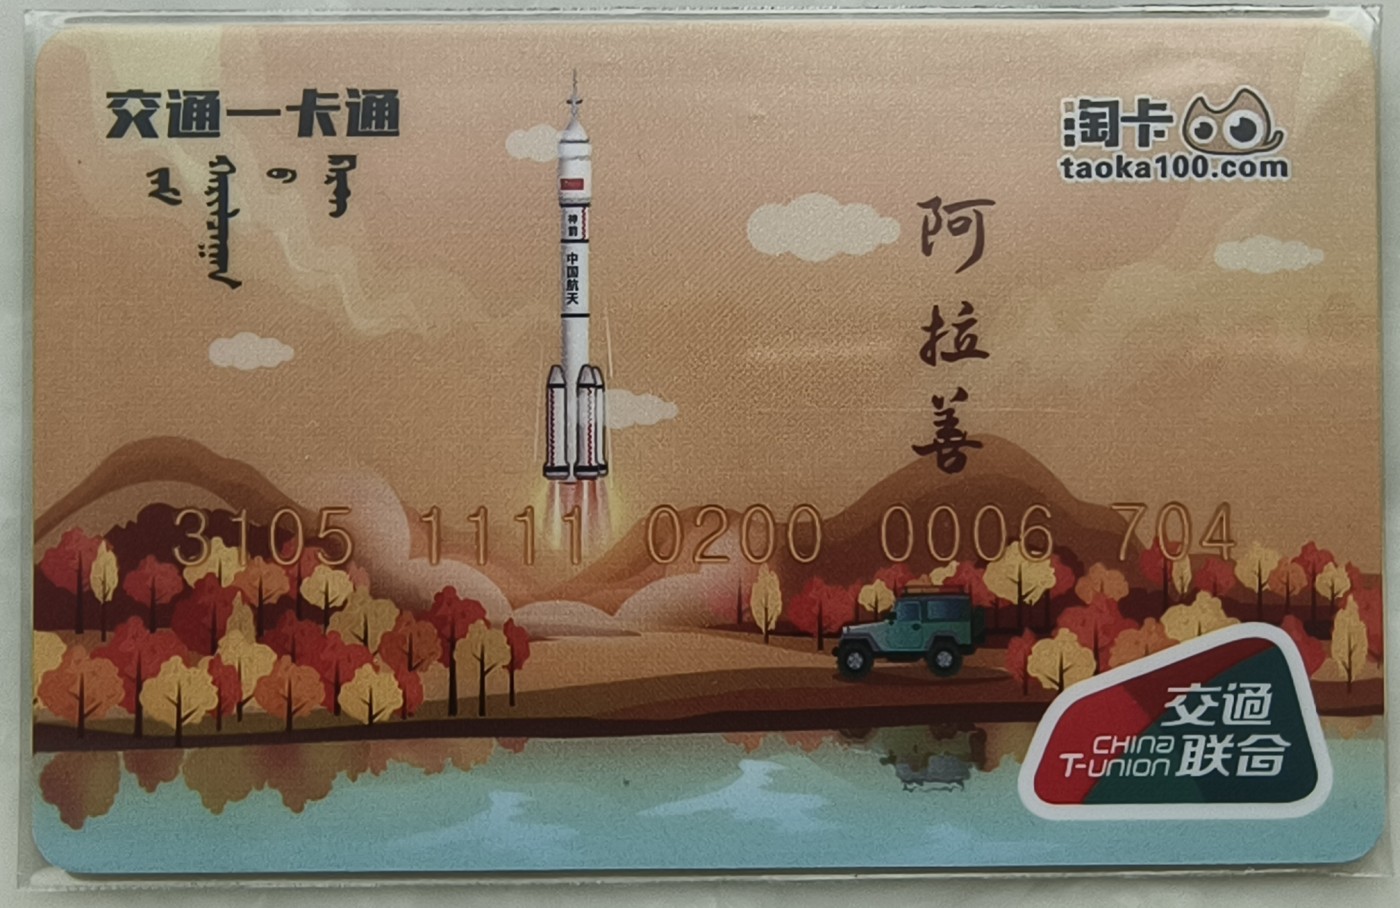 交通一卡通
淘卡
taoka100.com
神箭
中国航天
阿拉善
3105 1111 0200 0006 704
交通
CHINA
T-UNION 联合